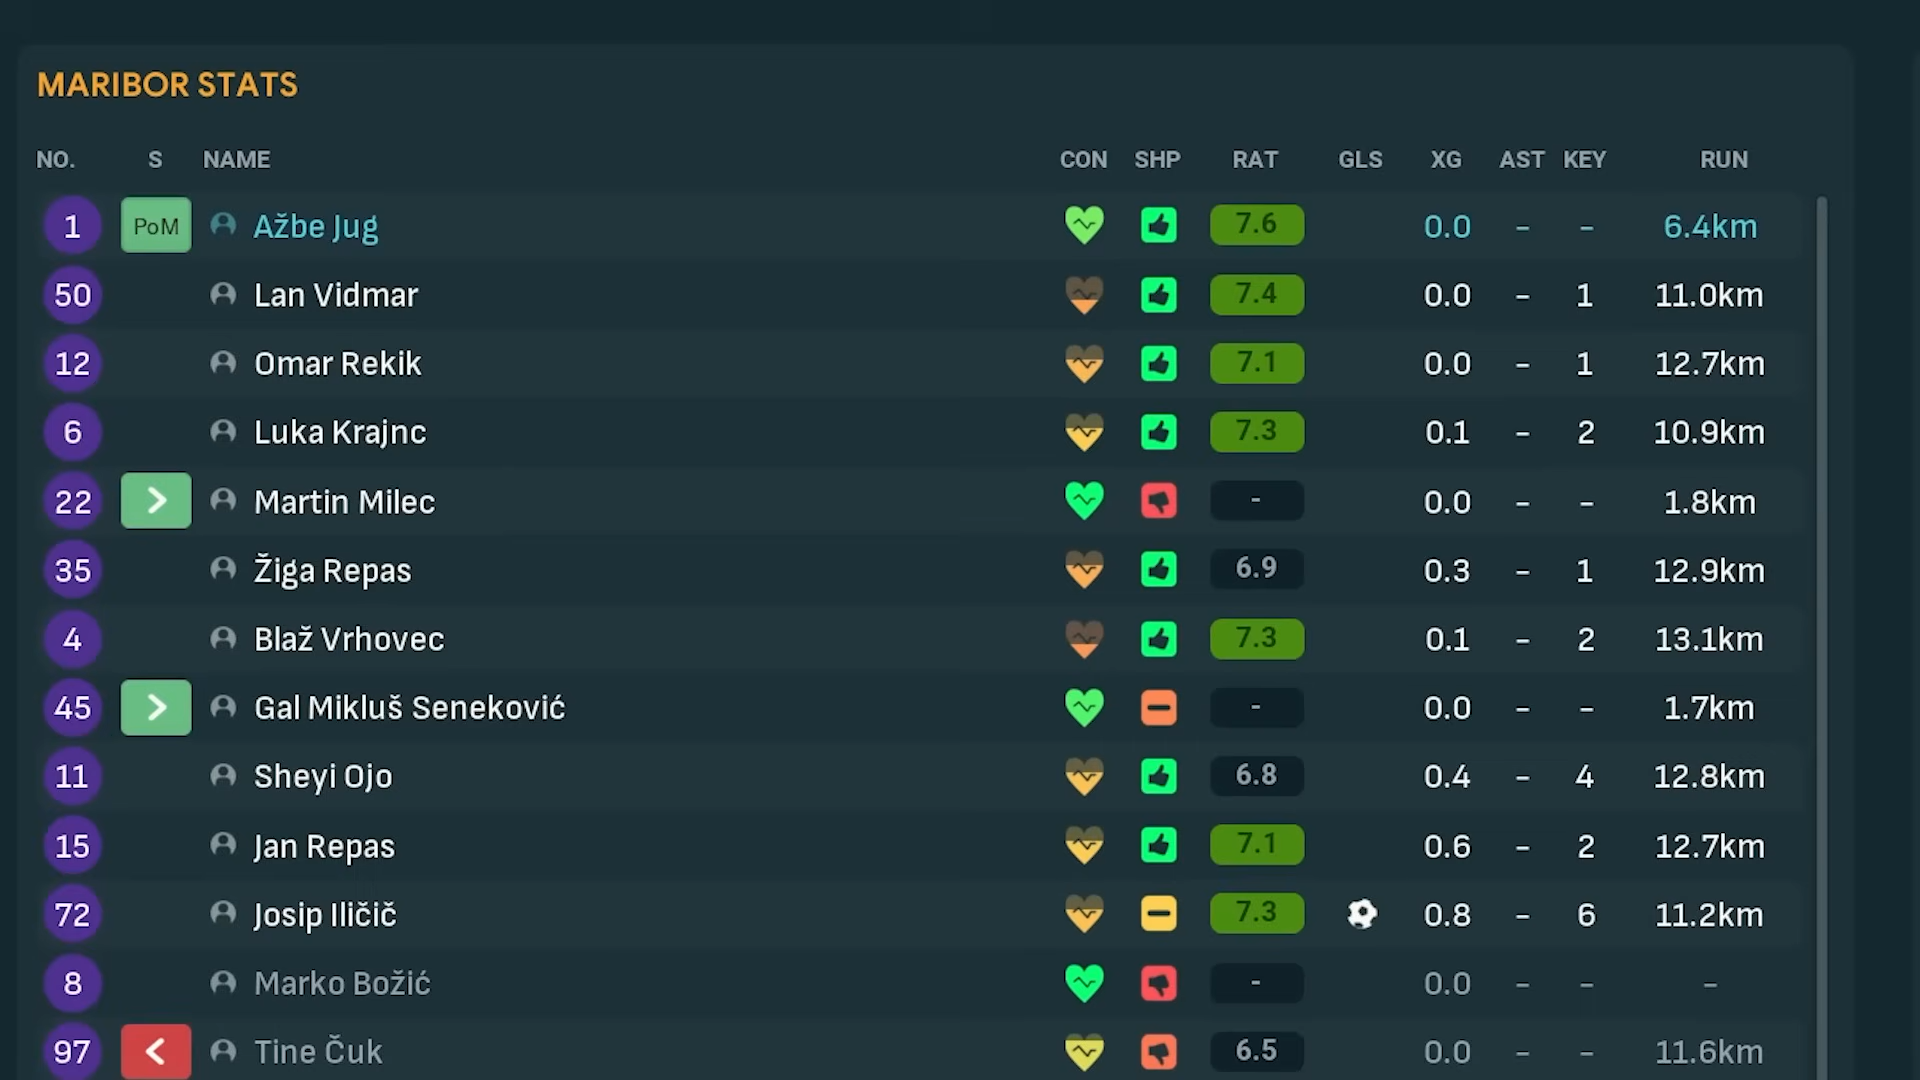 MARIBOR STATS
NO. S NAME CON SHP RAT GLS XG AST KEY RUN
1 PoM Ažbe Jug 7.6 0.0 - - 6.4km
50 Lan Vidmar 7.4 0.0 - 1 11.0km
12 Omar Rekik 7.1 0.0 - 1 12.7km
6 Luka Krajnc 7.3 0.1 - 2 10.9km
22 Martin Milec - 0.0 - - 1.8km
35 Žiga Repas 6.9 0.3 - 1 12.9km
4 Blaž Vrhovec 7.3 0.1 - 2 13.1km
45 Gal Mikluš Seneković - 0.0 - - 1.7km
11 Sheyi Ojo 6.8 0.4 - 4 12.8km
15 Jan Repas 7.1 0.6 - 2 12.7km
72 Josip Iličič 7.3 0.8 - 6 11.2km
8 Marko Božić - 0.0 - - -
97 Tine Čuk 6.5 0.0 - - 11.6km